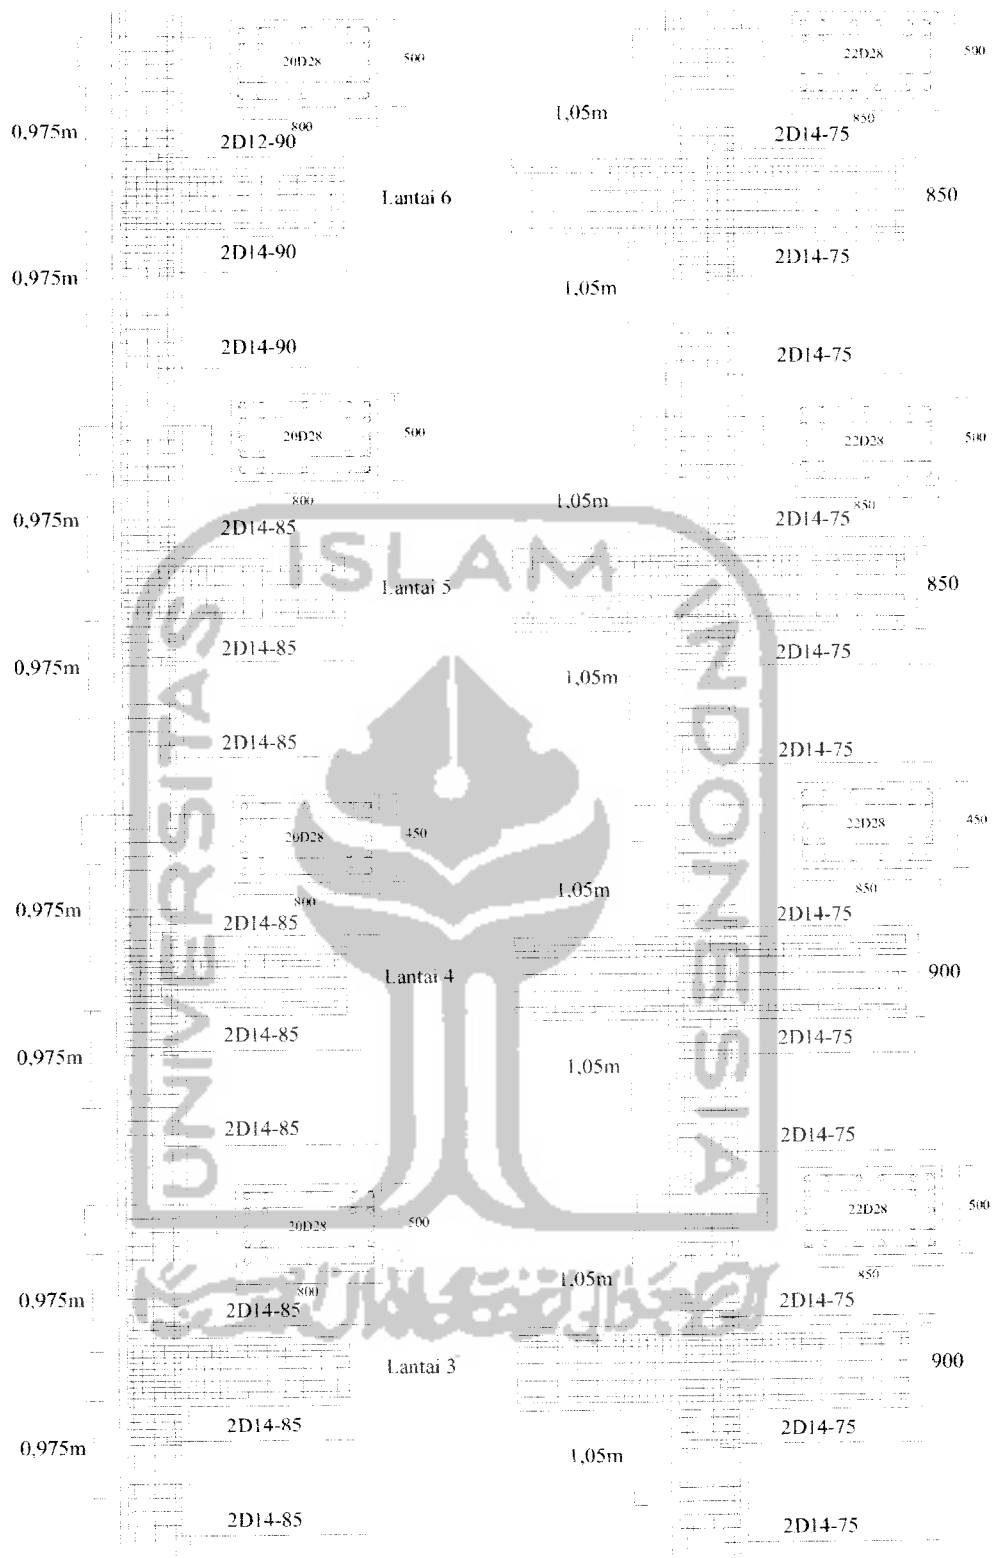 20D28 500 22D28 500
0,975m 800 1,05m 850
2D12-90 2D14-75
Lantai 6 850
2D14-90 2D14-75
0,975m 1,05m
2D14-90 2D14-75
20D28 500 22D28 500
800 1,05m 850
0,975m 2D14-85 2D14-75
ISLAM
Lantai 5 850
2D14-85 2D14-75
0,975m 1,05m
2D14-85 2D14-75
UNIVERSITAS
INDONESIA
20D28 450 22D28 450
800 1,05m 850
0,975m 2D14-85 2D14-75
Lantai 4 900
2D14-85 2D14-75
0,975m 1,05m
2D14-85 2D14-75
20D28 500 22D28 500
800 1,05m 850
0,975m 2D14-85 2D14-75
Lantai 3 900
2D14-85 2D14-75
0,975m 1,05m
2D14-85 2D14-75